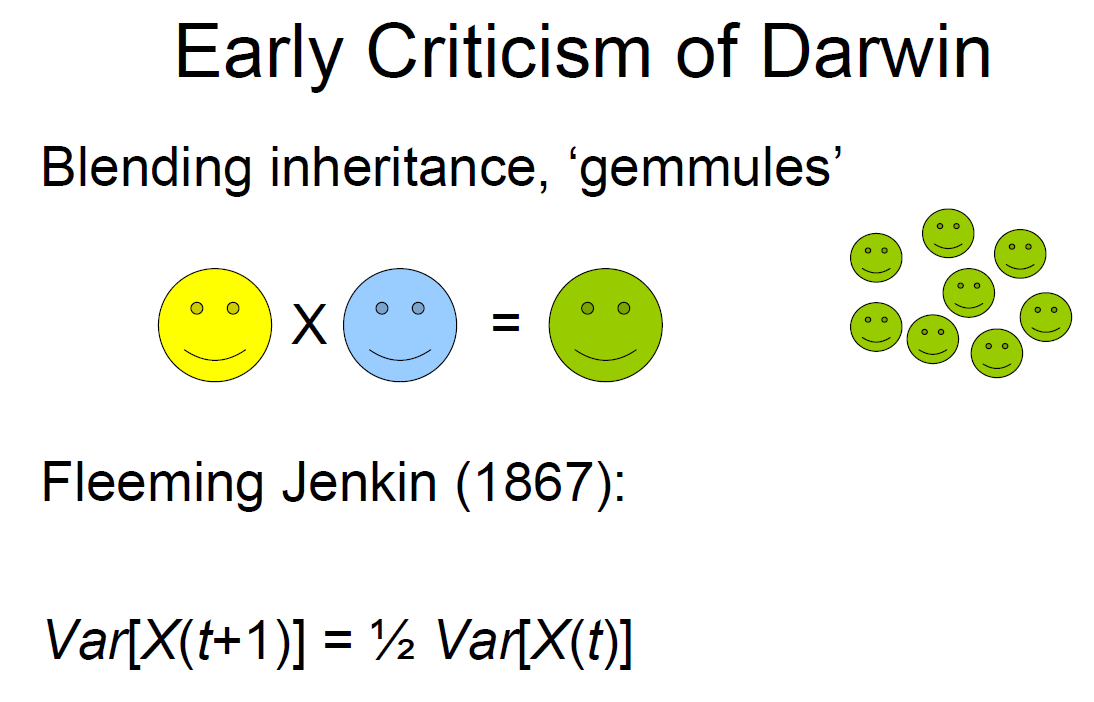 Early Criticism of Darwin
Blending inheritance, ‘gemmules’
X =
Fleeming Jenkin (1867):
Var[X(t+1)] = ½ Var[X(t)]